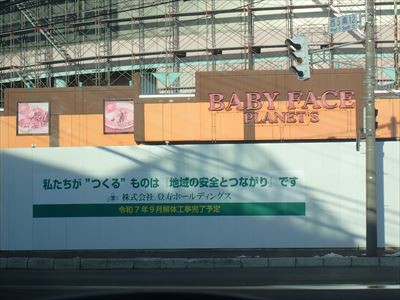 BABY FACE
PLANET'S
私たちが "つくる" ものは『地域の安全とつながり』です
株式会社 登寿ホールディングス
令和7年9月解体工事完了予定